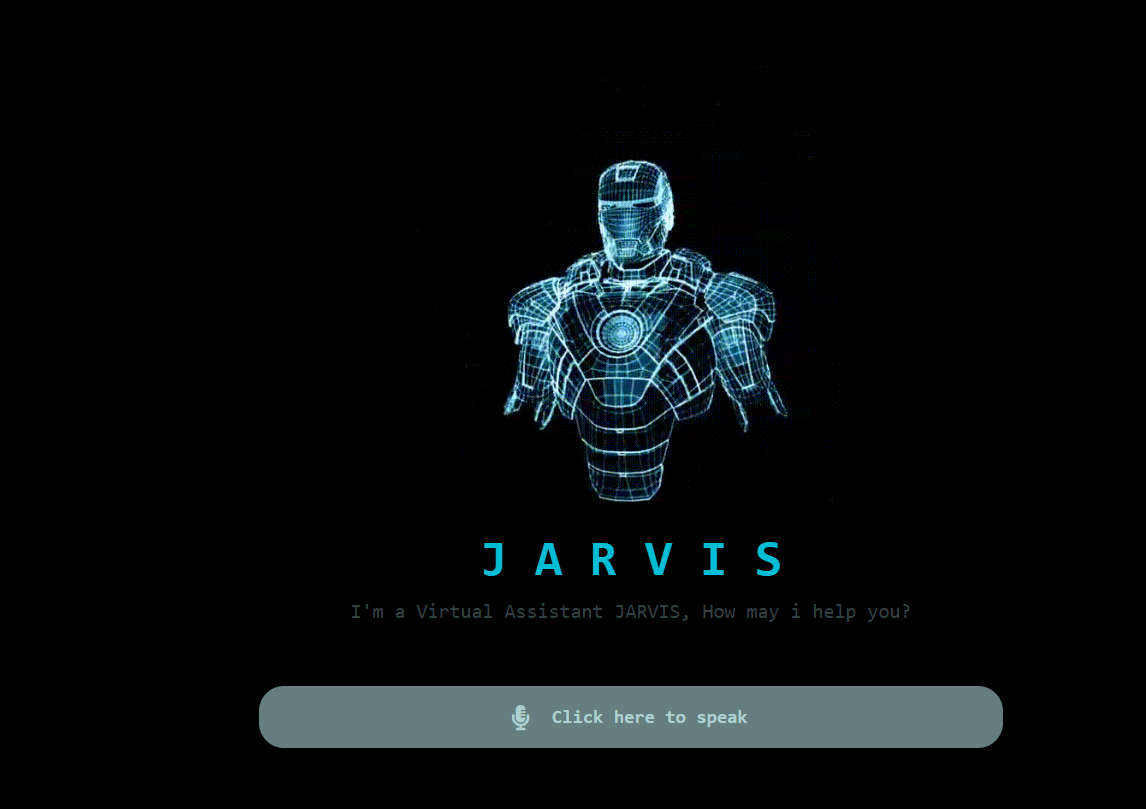 J A R V I S
I'm a Virtual Assistant JARVIS, How may i help you?
Click here to speak